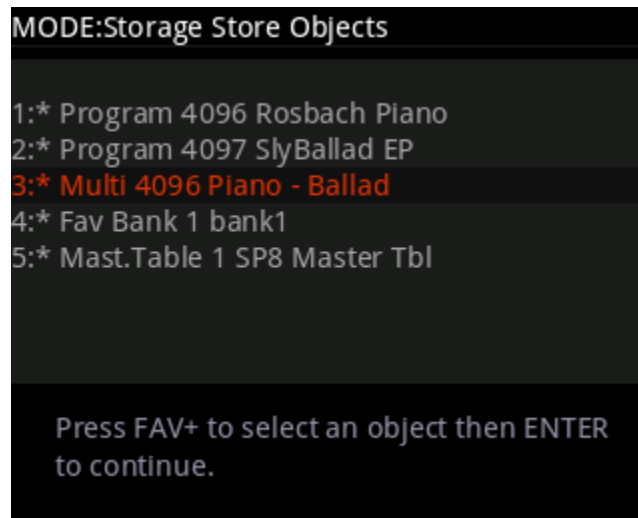 MODE:Storage Store Objects
1:* Program 4096 Rosbach Piano
2:* Program 4097 SlyBallad EP
3:* Multi 4096 Piano - Ballad
4:* Fav Bank 1 bank1
5:* Mast.Table 1 SP8 Master Tbl
Press FAV+ to select an object then ENTER
to continue.